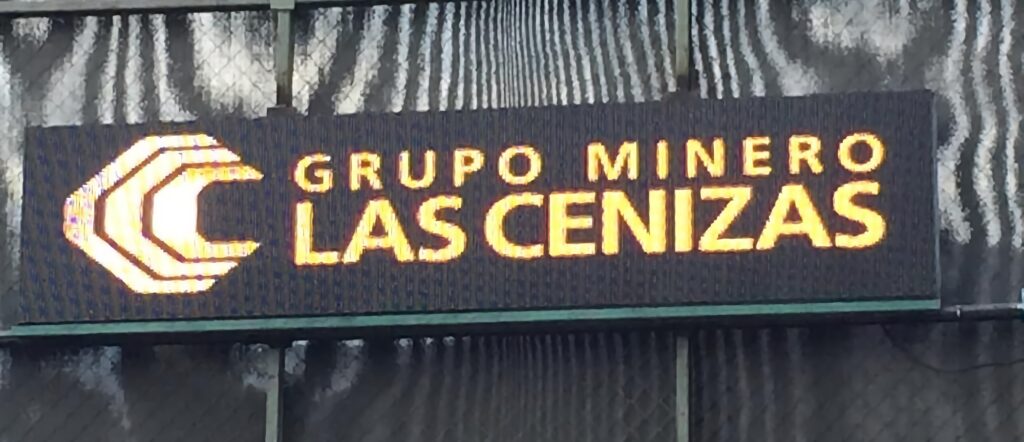 GRUPO MINERO
LAS CENIZAS